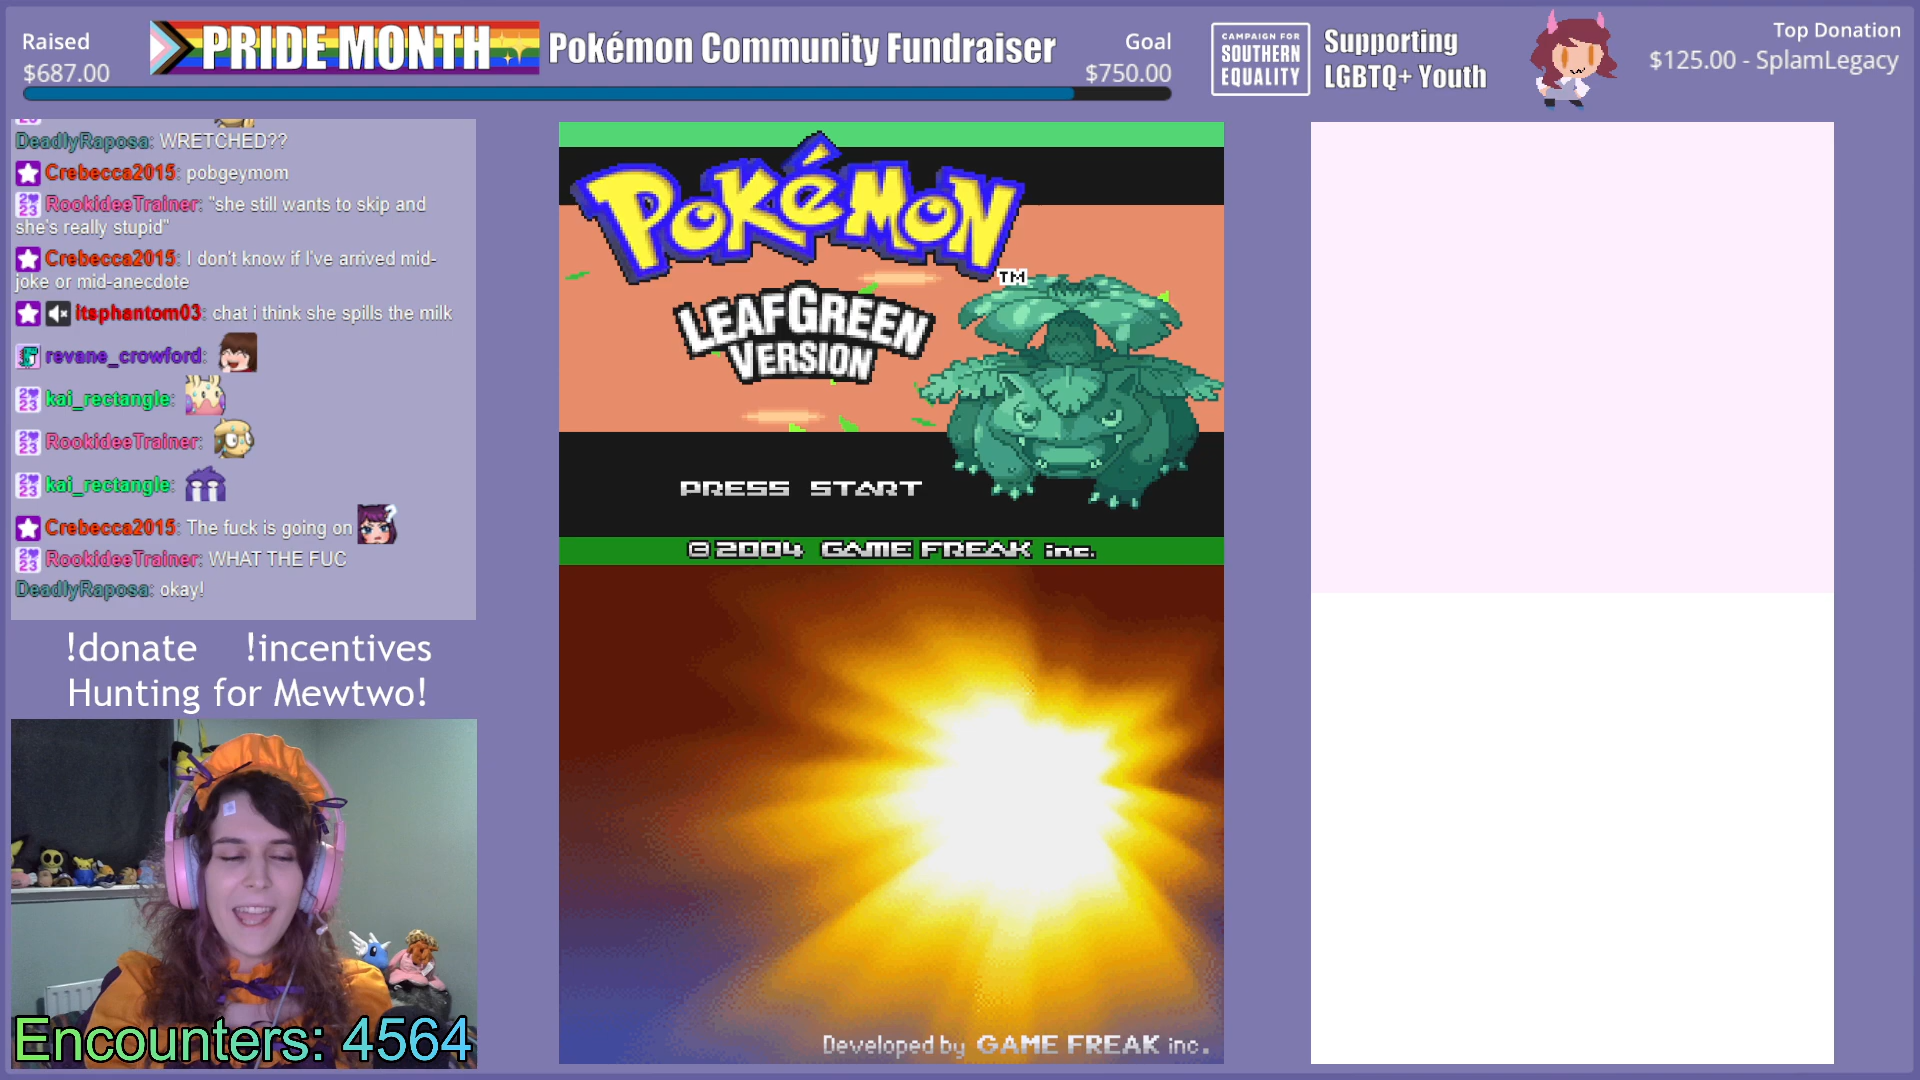 Raised
$687.00
PRIDE MONTH
Pokémon Community Fundraiser
Goal
$750.00
CAMPAIGN FOR
SOUTHERN
EQUALITY
Supporting
LGBTQ+ Youth
Top Donation
$125.00 - SplamLegacy
DeadlyRaposa: WRETCHED??
Crebecca2015: pobgeymom
RookideeTrainer: "she still wants to skip and
she's really stupid"
Crebecca2015: I don't know if I've arrived mid-
joke or mid-anecdote
Itsphantom03: chat i think she spills the milk
revane_crowford:
kai_rectangle:
RookideeTrainer:
kai_rectangle:
Crebecca2015: The fuck is going on
RookideeTrainer: WHAT THE FUC
DeadlyRaposa: okay!
!donate !incentives
Hunting for Mewtwo!
Encounters: 4564
POKéMON
TM
LEAFGREEN
VERSION
PRESS START
©2004 GAME FREAK inc.
Developed by GAME FREAK inc.